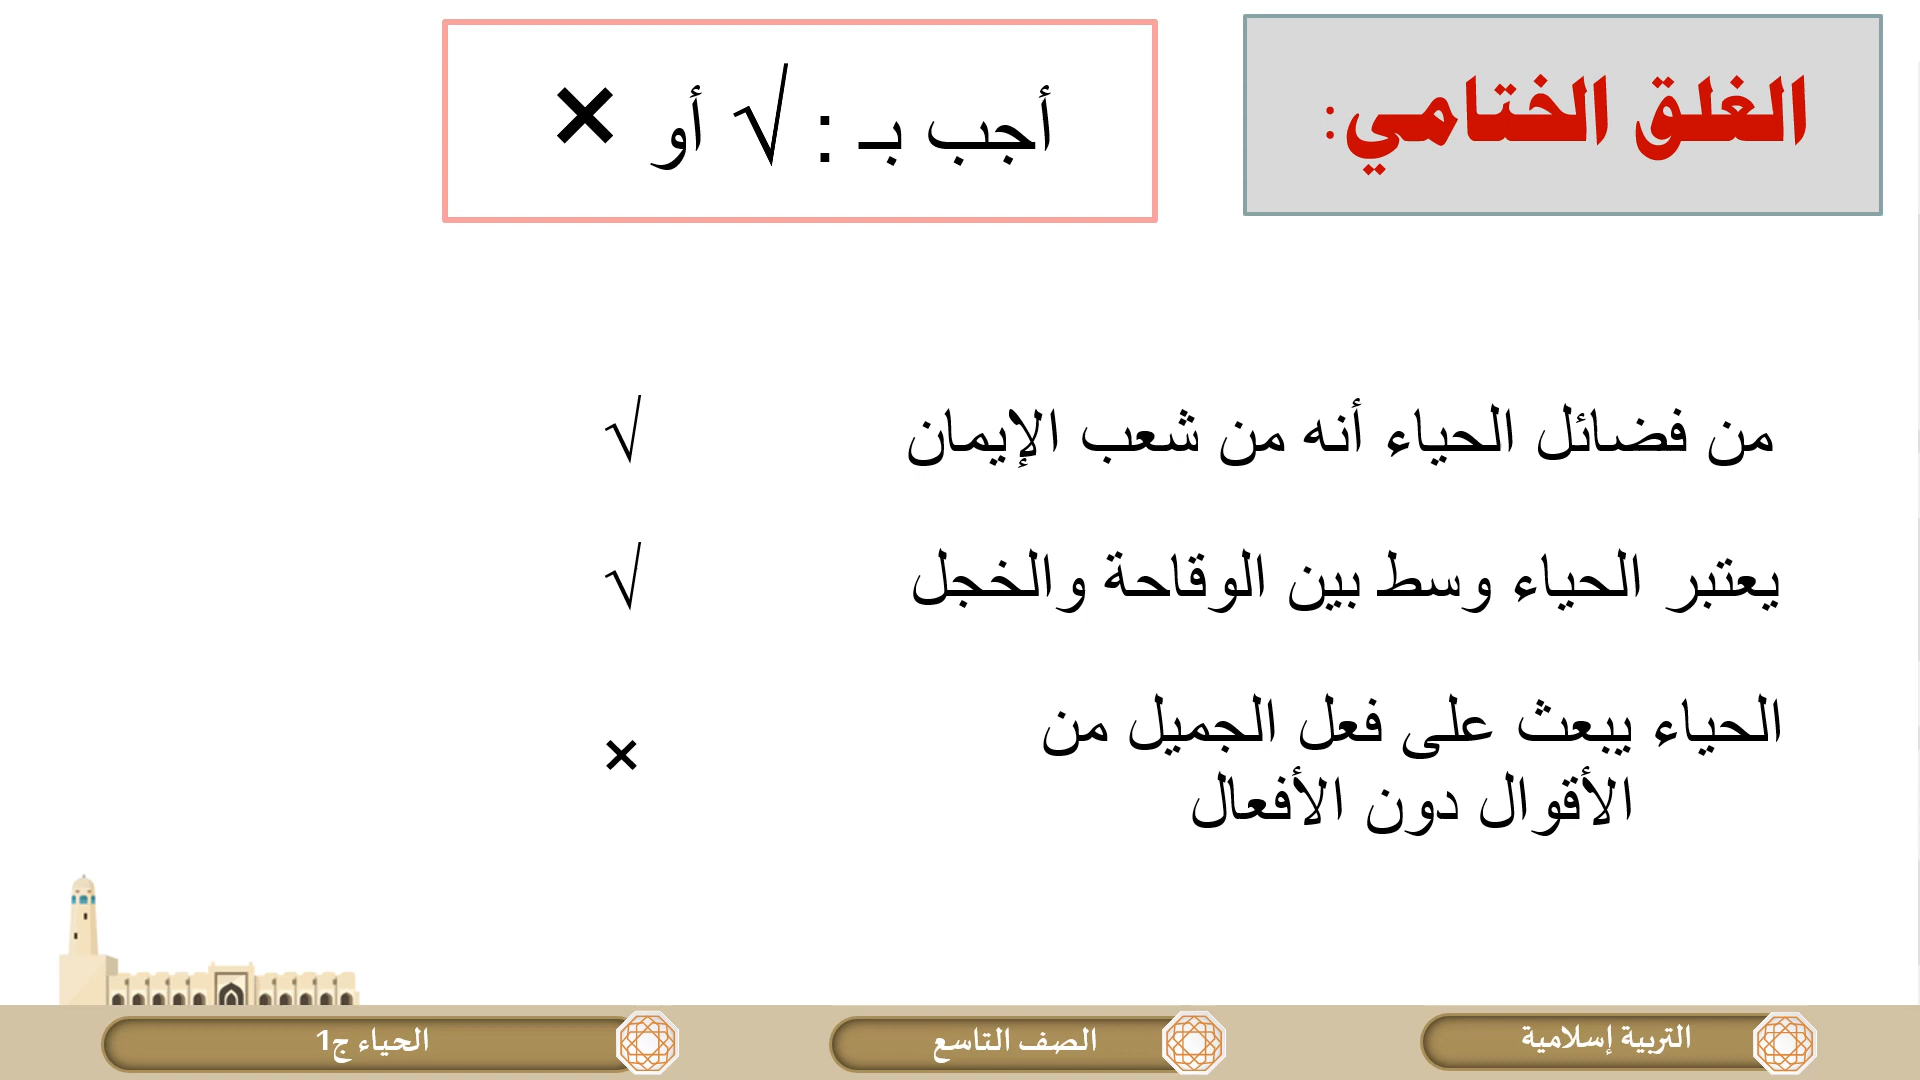 الغلق الختامي:
أجب بـ : √ أو ×
من فضائل الحياء أنه من شعب الإيمان √
يعتبر الحياء وسط بين الوقاحة والخجل √
الحياء يبعث على فعل الجميل من
الأقوال دون الأفعال ×
التربية إسلامية
الصف التاسع
الحياء ج1